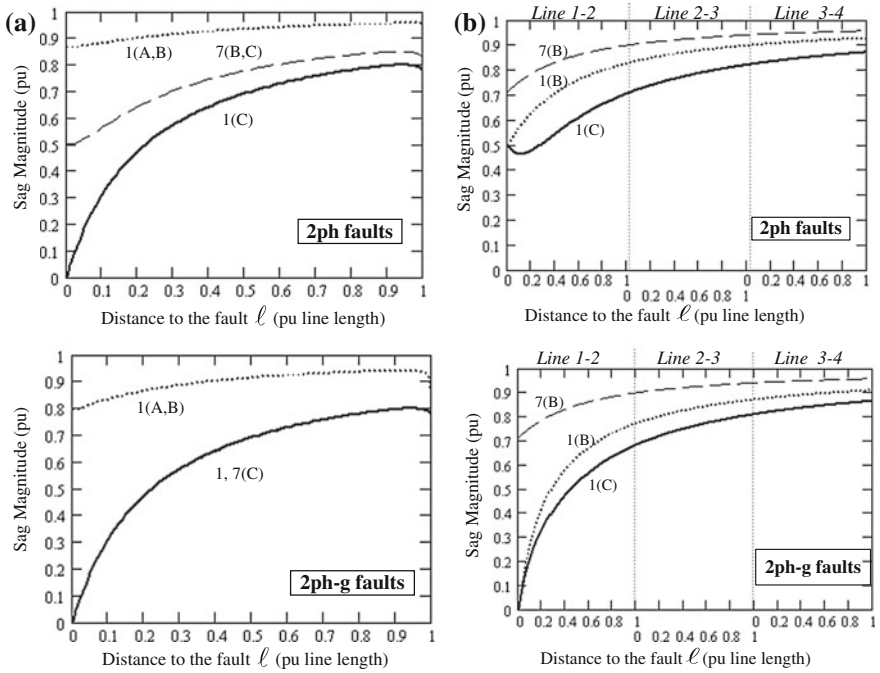 (a)
Sag Magnitude (pu)
1
0.9
0.8
0.7
0.6
0.5
0.4
0.3
0.2
0.1
0
1(A,B)
7(B,C)
1(C)
2ph faults
0 0.1 0.2 0.3 0.4 0.5 0.6 0.7 0.8 0.9 1
Distance to the fault ℓ (pu line length)
(b)
Line 1-2 Line 2-3 Line 3-4
Sag Magnitude (pu)
1
0.9
0.8
0.7
0.6
0.5
0.4
0.3
0.2
0.1
0
7(B)
1(B)
1(C)
2ph faults
0 0.2 0.4 0.6 0.8 1
0 0.2 0.4 0.6 0.8 1
0 0.2 0.4 0.6 0.8 1
Distance to the fault ℓ (pu line length)
Sag Magnitude (pu)
1
0.9
0.8
0.7
0.6
0.5
0.4
0.3
0.2
0.1
0
1(A,B)
1, 7(C)
2ph-g faults
0 0.1 0.2 0.3 0.4 0.5 0.6 0.7 0.8 0.9 1
Distance to the fault ℓ (pu line length)
Line 1-2 Line 2-3 Line 3-4
Sag Magnitude (pu)
1
0.9
0.8
0.7
0.6
0.5
0.4
0.3
0.2
0.1
0
7(B)
1(B)
1(C)
2ph-g faults
0.2 0.4 0.6 0.8 1
0 0.2 0.4 0.6 0.8 1
0 0.2 0.4 0.6 0.8 1
Distance to the fault ℓ (pu line length)